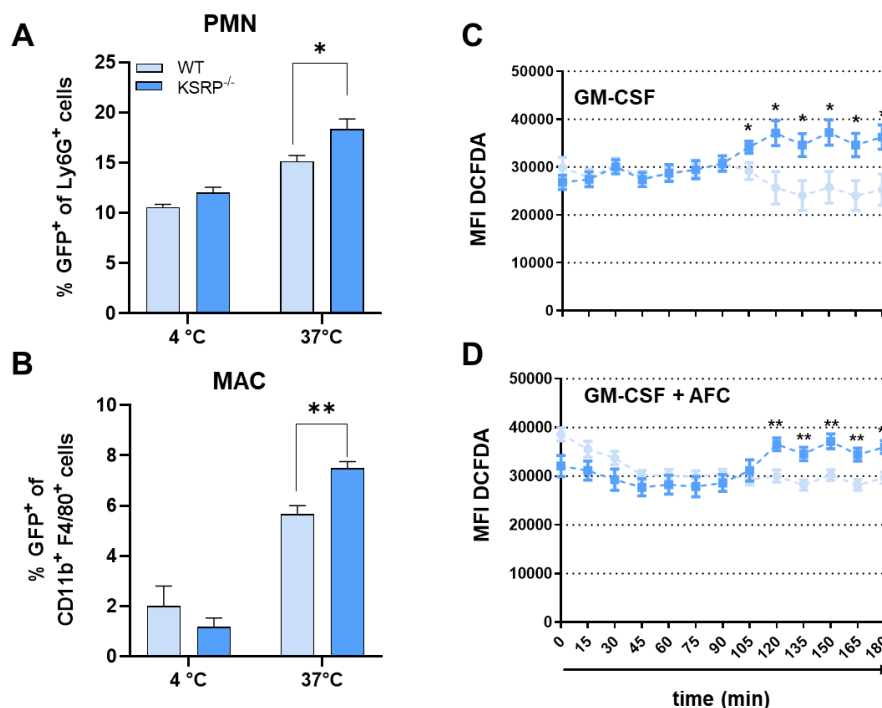 A
PMN
% GFP⁺ of Ly6G⁺ cells
25
20
15
10
5
0
WT
KSRP⁻/⁻
*
4 °C
37°C
B
MAC
% GFP⁺ of
CD11b⁺ F4/80⁺ cells
10
8
6
4
2
0
**
4 °C
37°C
C
GM-CSF
MFI DCFDA
50000
40000
30000
20000
10000
0
* * * * * *
D
GM-CSF + AFC
MFI DCFDA
50000
40000
30000
20000
10000
0
** ** ** **
0 15 30 45 60 75 90 105 120 135 150 165 180
time (min)